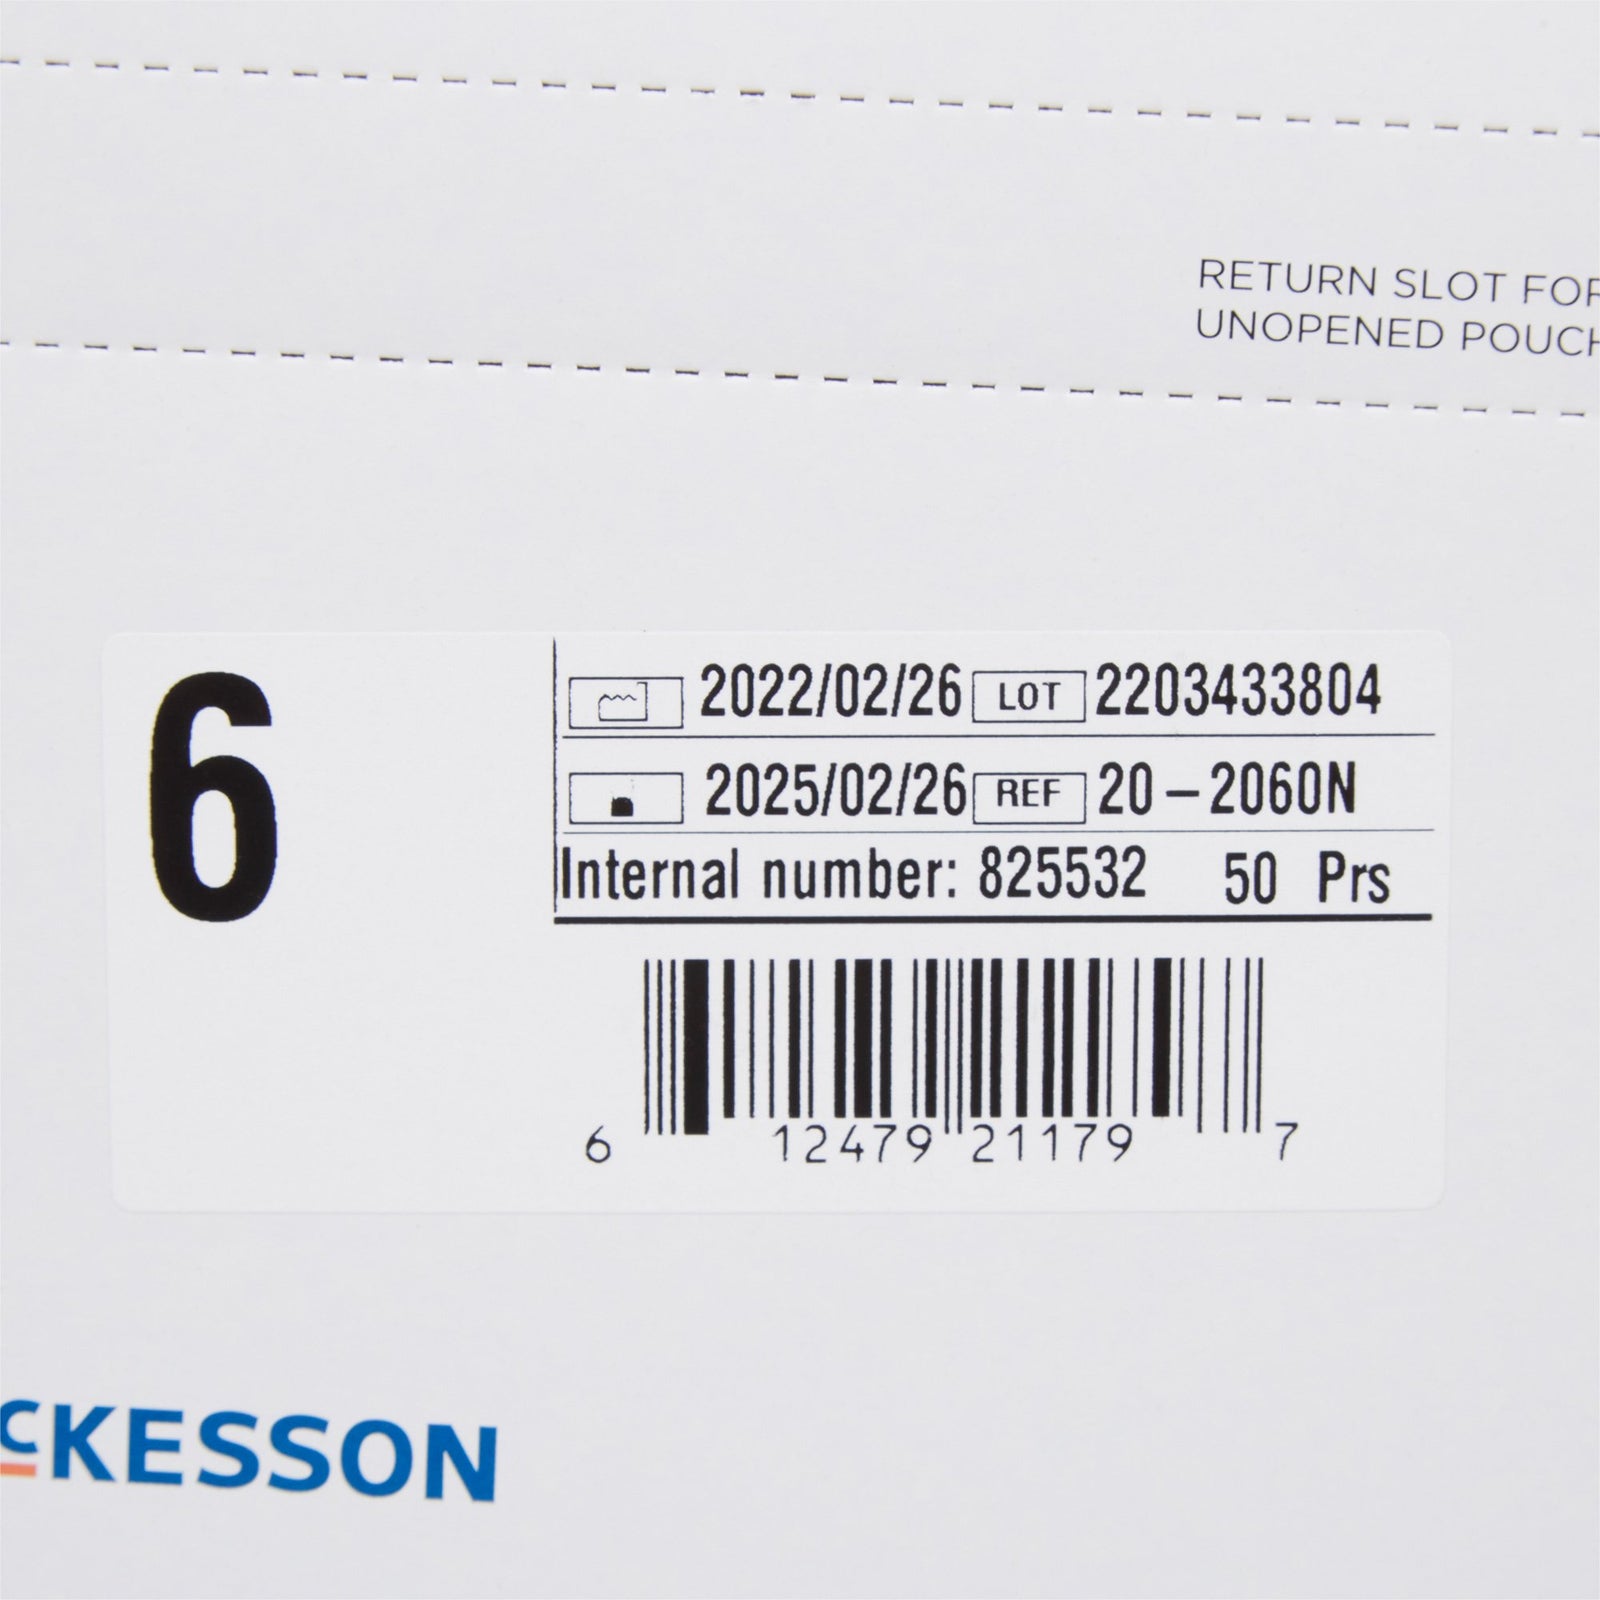 RETURN SLOT FOR
UNOPENED POUCH
6
2022/02/26 LOT 2203433804
2025/02/26 REF 20-2060N
Internal number: 825532 50 Prs
6 12479 21179 7
CKESSON